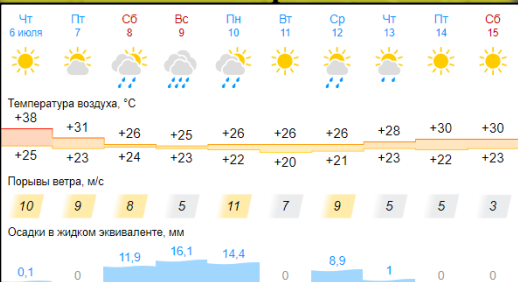 Чт Пт Сб Вс Пн Вт Ср Чт Пт Сб
6 июля 7 8 9 10 11 12 13 14 15
Температура воздуха, °C
+38 +31 +26 +25 +26 +26 +26 +28 +30 +30
+25 +23 +24 +23 +22 +20 +21 +23 +22 +23
Порывы ветра, м/с
10 9 8 5 11 7 9 5 5 3
Осадки в жидком эквиваленте, мм
0,1 0 11,9 16,1 14,4 0 8,9 1 0 0